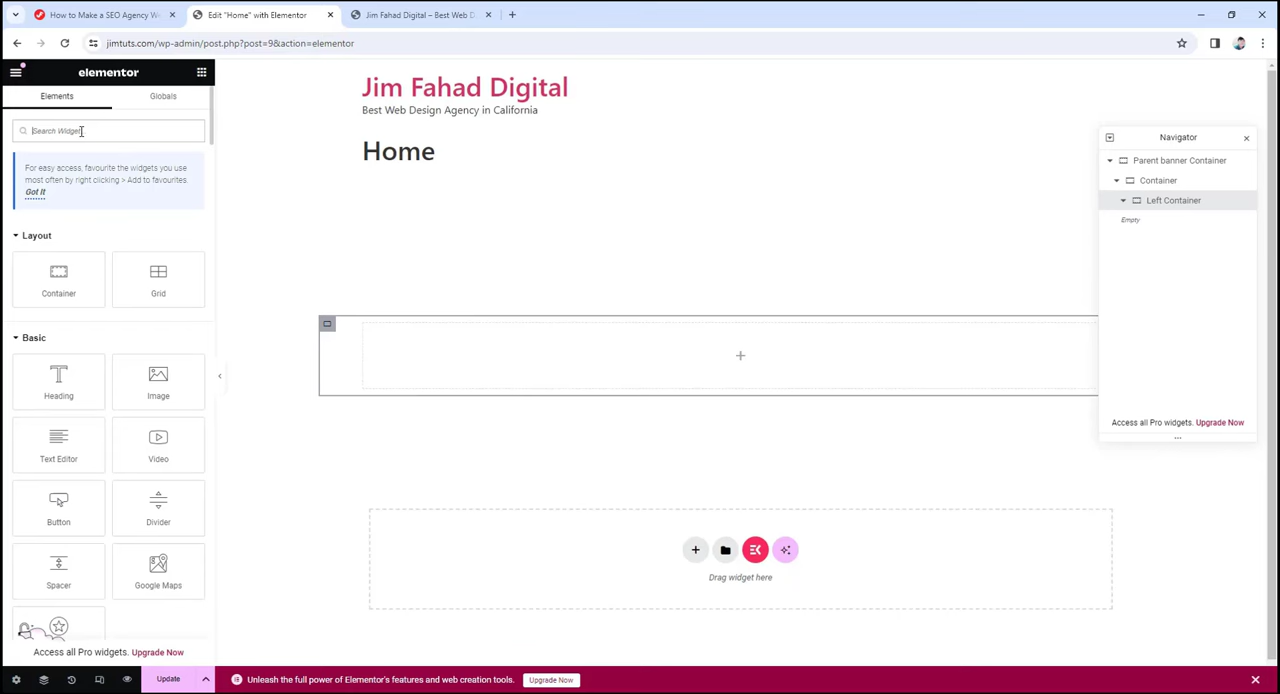 How to Make a SEO Agency We
Edit "Home" with Elementor
Jim Fahad Digital – Best Web D
jimtuts.com/wp-admin/post.php?post=9&action=elementor
elementor
Elements
Globals
Search Widget
For easy access, favourite the widgets you use
most often by right clicking > Add to favourites.
Got It
Layout
Container
Grid
Basic
Heading
Image
Text Editor
Video
Button
Divider
Spacer
Google Maps
Access all Pro widgets. Upgrade Now
Update
Jim Fahad Digital
Best Web Design Agency in California
Home
Drag widget here
Navigator
Parent banner Container
Container
Left Container
Empty
Access all Pro widgets. Upgrade Now
Unleash the full power of Elementor's features and web creation tools.
Upgrade Now